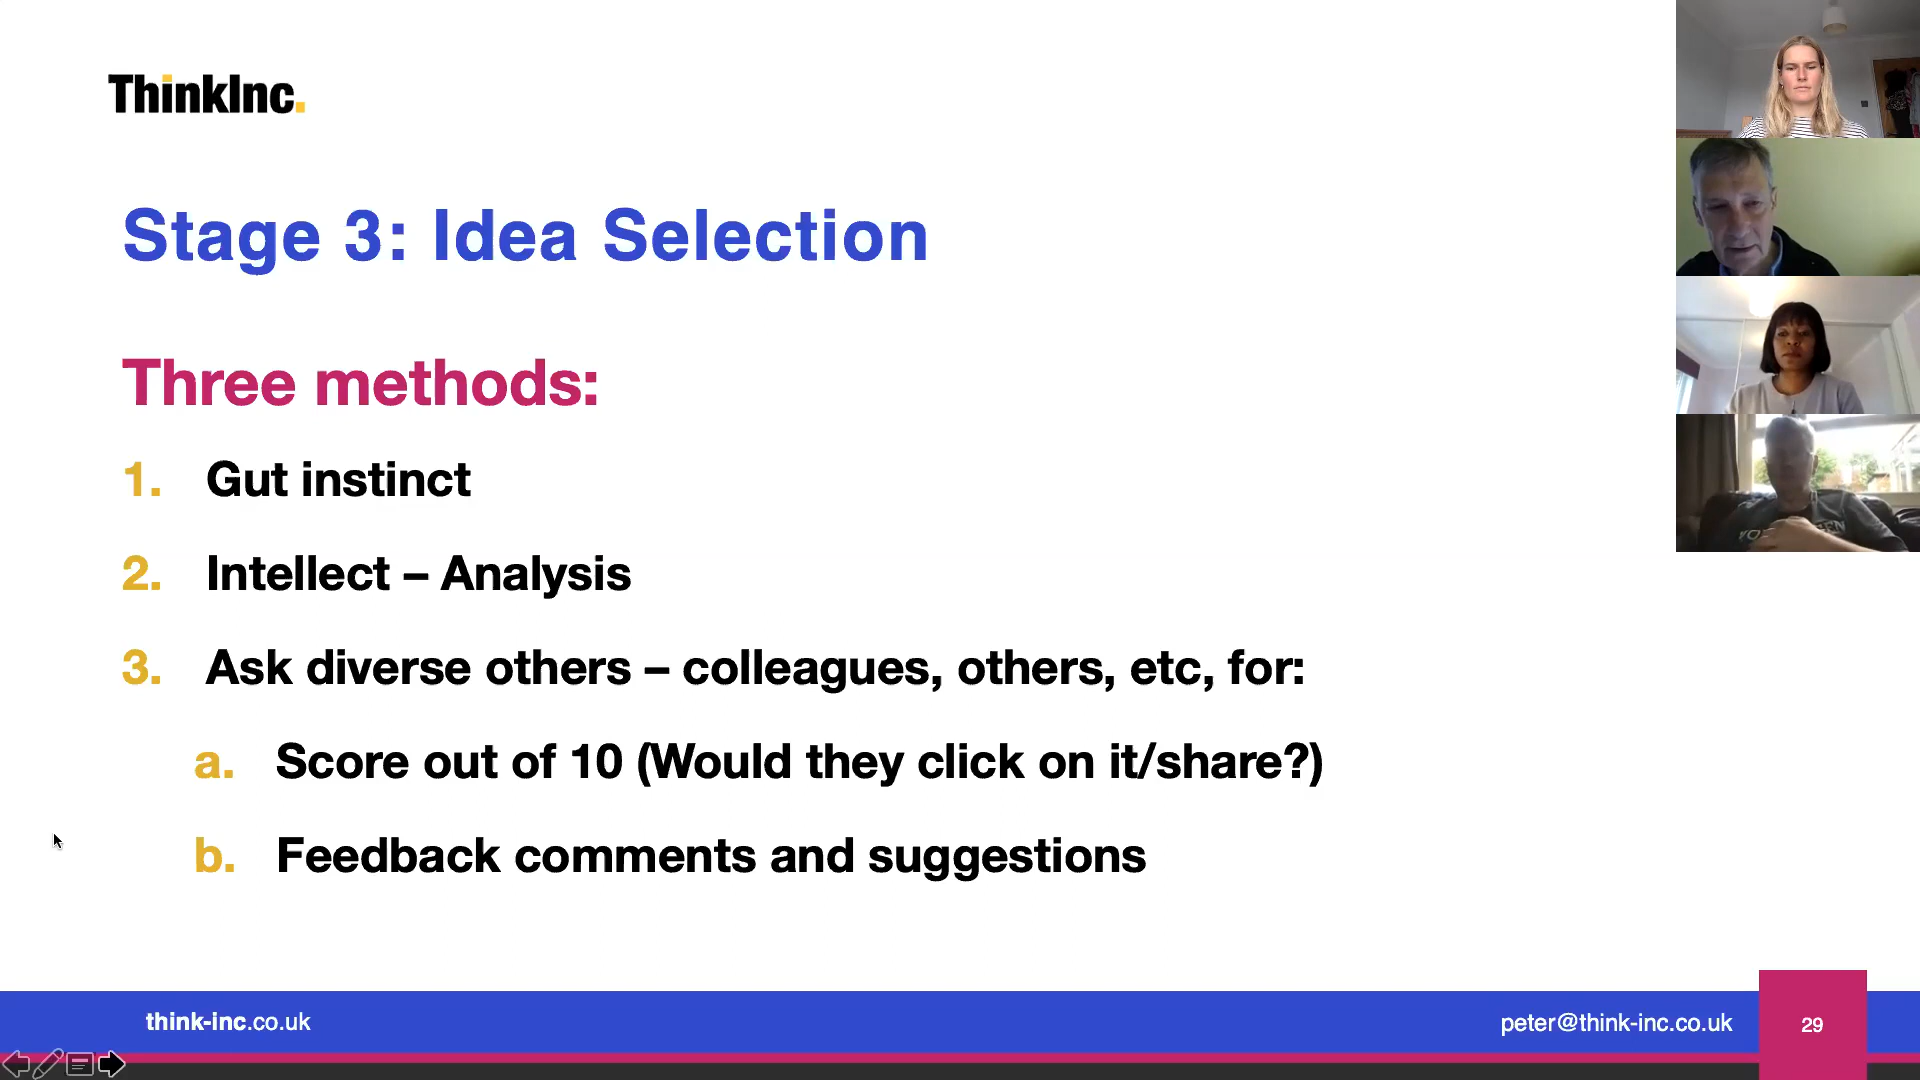 ThinkInc.
Stage 3: Idea Selection
Three methods:
1. Gut instinct
2. Intellect – Analysis
3. Ask diverse others – colleagues, others, etc, for:
a. Score out of 10 (Would they click on it/share?)
b. Feedback comments and suggestions
think-inc.co.uk
peter@think-inc.co.uk
29